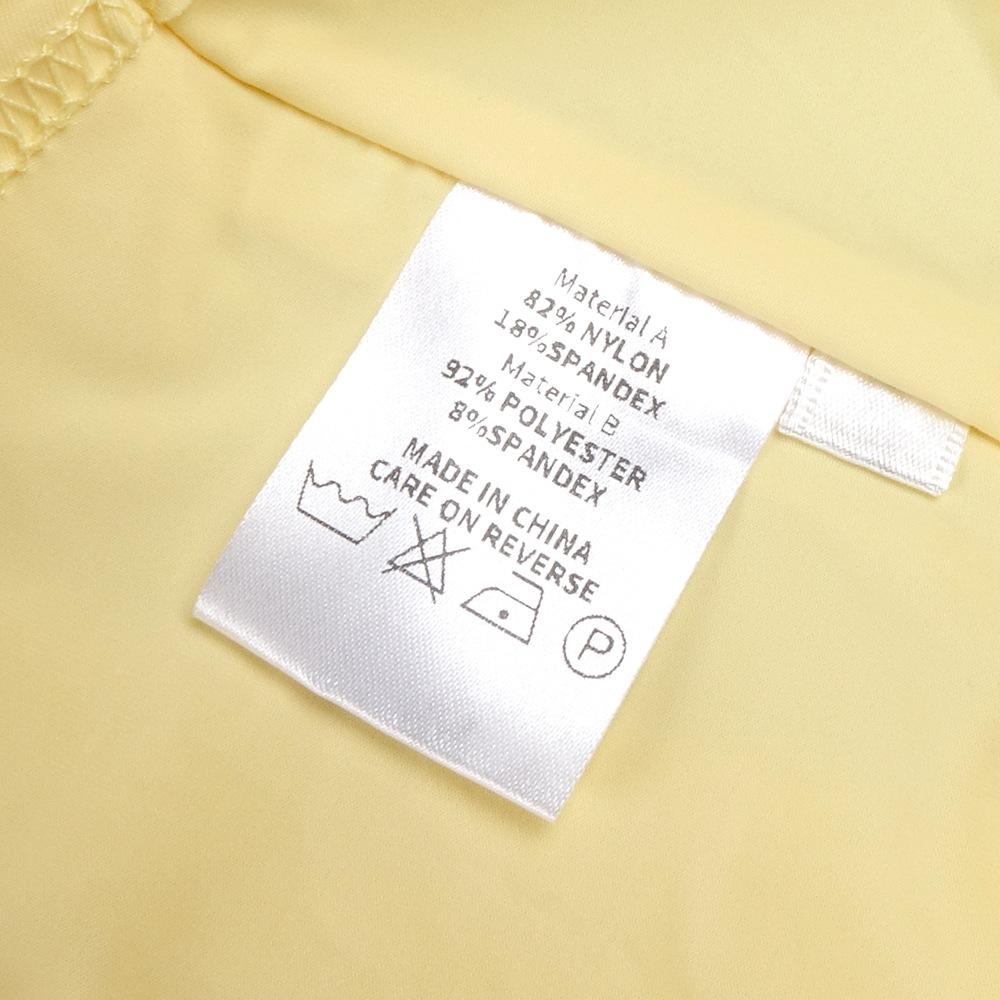 Material A
82% NYLON
18%SPANDEX
Material B
92% POLYESTER
8%SPANDEX
MADE IN CHINA
CARE ON REVERSE
P